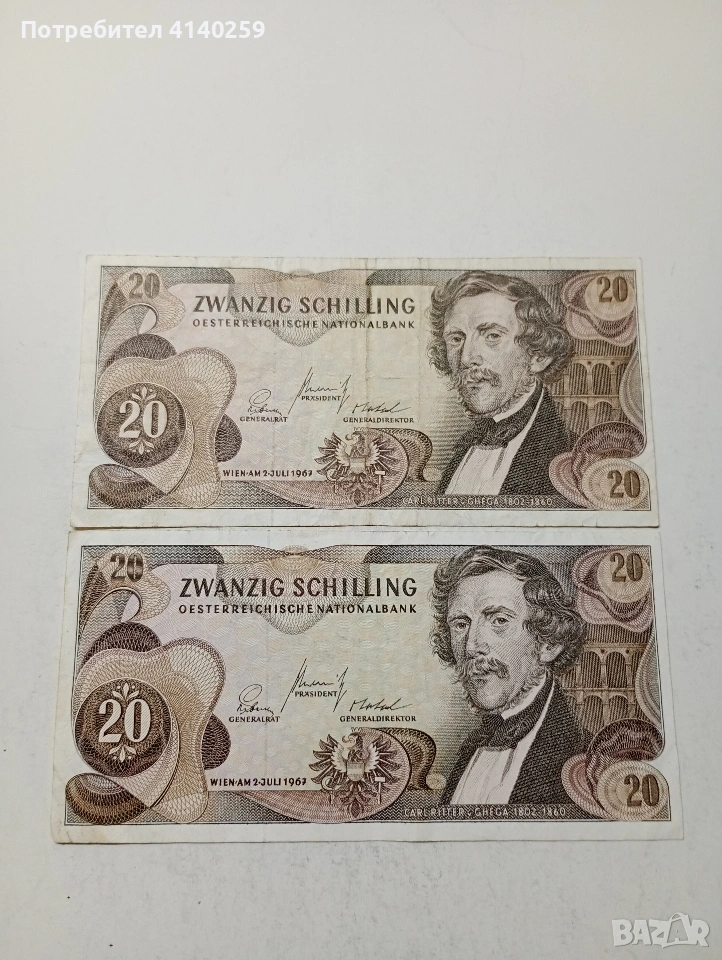 Потребител 4140259
20
ZWANZIG SCHILLING
20
OESTERREICHISCHE NATIONALBANK
PRÄSIDENT
20
GENERALRAT
GENERALDIREKTOR
WIEN·AM 2·JULI 1967
20
CARL RITTER v. GHEGA 1802-1860
20
ZWANZIG SCHILLING
20
OESTERREICHISCHE NATIONALBANK
PRÄSIDENT
20
GENERALRAT
GENERALDIREKTOR
WIEN·AM 2·JULI 1967
20
CARL RITTER v. GHEGA 1802-1860
BAZAR